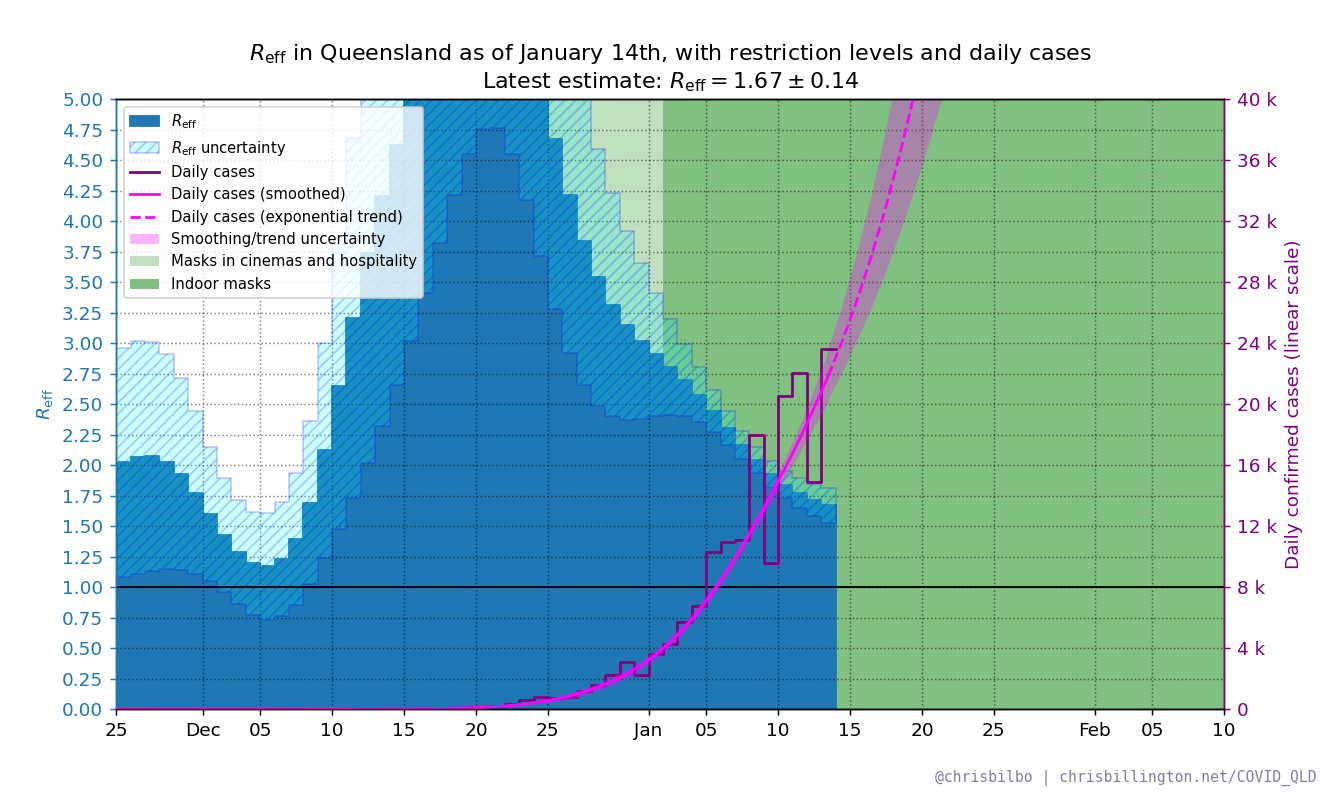 Reff in Queensland as of January 14th, with restriction levels and daily cases
Latest estimate: Reff = 1.67 ± 0.14
Reff
Reff uncertainty
Daily cases
Daily cases (smoothed)
Daily cases (exponential trend)
Smoothing/trend uncertainty
Masks in cinemas and hospitality
Indoor masks
5.00
4.75
4.50
4.25
4.00
3.75
3.50
3.25
3.00
2.75
2.50
2.25
2.00
1.75
1.50
1.25
1.00
0.75
0.50
0.25
0.00
Reff
40 k
36 k
32 k
28 k
24 k
20 k
16 k
12 k
8 k
4 k
0
Daily confirmed cases (linear scale)
25 Dec 05 10 15 20 25 Jan 05 10 15 20 25 Feb 05 10
@chrisbilbo | chrisbillington.net/COVID_QLD